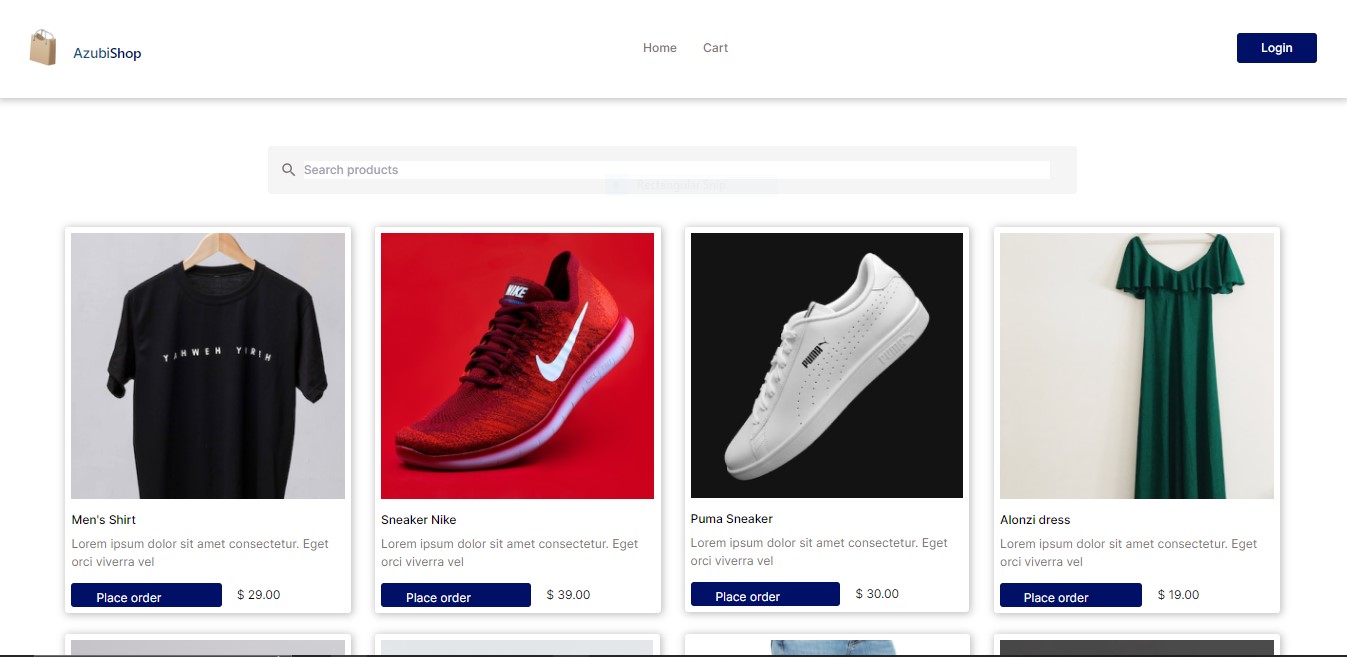 AzubiShop
Home Cart
Login
Search products
Rectangular Snip
YAHWEH YIRIH
NIKE
PUMA
Men's Shirt
Lorem ipsum dolor sit amet consectetur. Eget
orci viverra vel
Place order $ 29.00
Sneaker Nike
Lorem ipsum dolor sit amet consectetur. Eget
orci viverra vel
Place order $ 39.00
Puma Sneaker
Lorem ipsum dolor sit amet consectetur. Eget
orci viverra vel
Place order $ 30.00
Alonzi dress
Lorem ipsum dolor sit amet consectetur. Eget
orci viverra vel
Place order $ 19.00